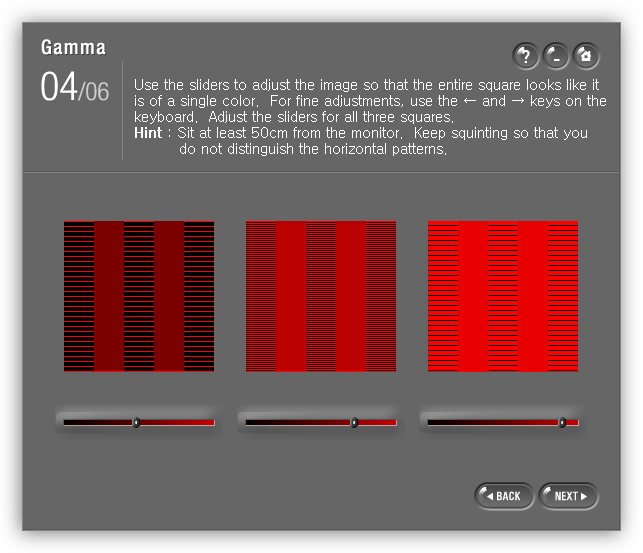 Gamma
04/06
?
Use the sliders to adjust the image so that the entire square looks like it
is of a single color. For fine adjustments, use the ← and → keys on the
keyboard. Adjust the sliders for all three squares.
Hint : Sit at least 50cm from the monitor. Keep squinting so that you
do not distinguish the horizontal patterns.
BACK NEXT